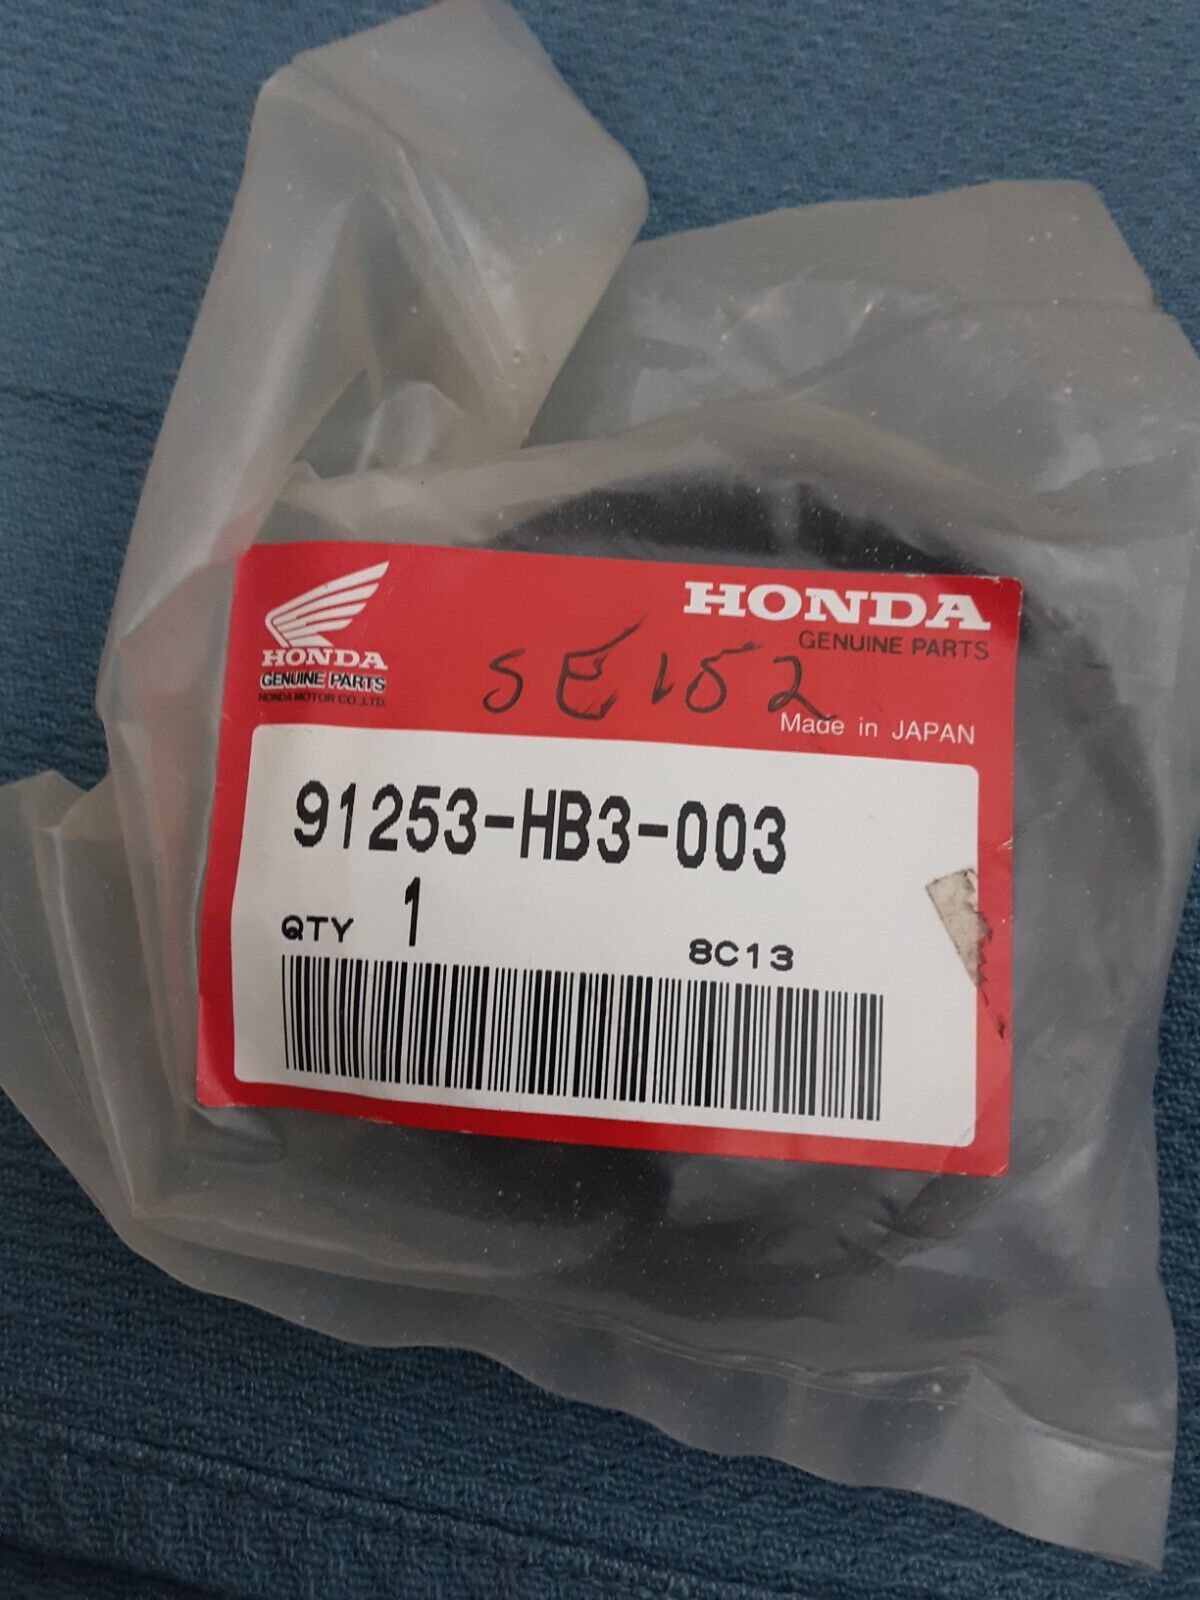 HONDA
GENUINE PARTS
HONDA MOTOR CO.,LTD.
HONDA
GENUINE PARTS
SE152
Made in JAPAN
91253-HB3-003
QTY 1
8C13